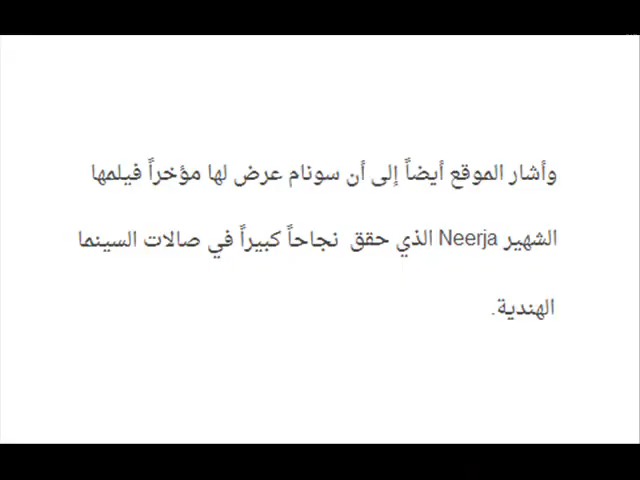 وأشار الموقع أيضاً إلى أن سونام عرض لها مؤخراً فيلمها
الشهير Neerja الذي حقق نجاحاً كبيراً في صالات السينما
الهندية.